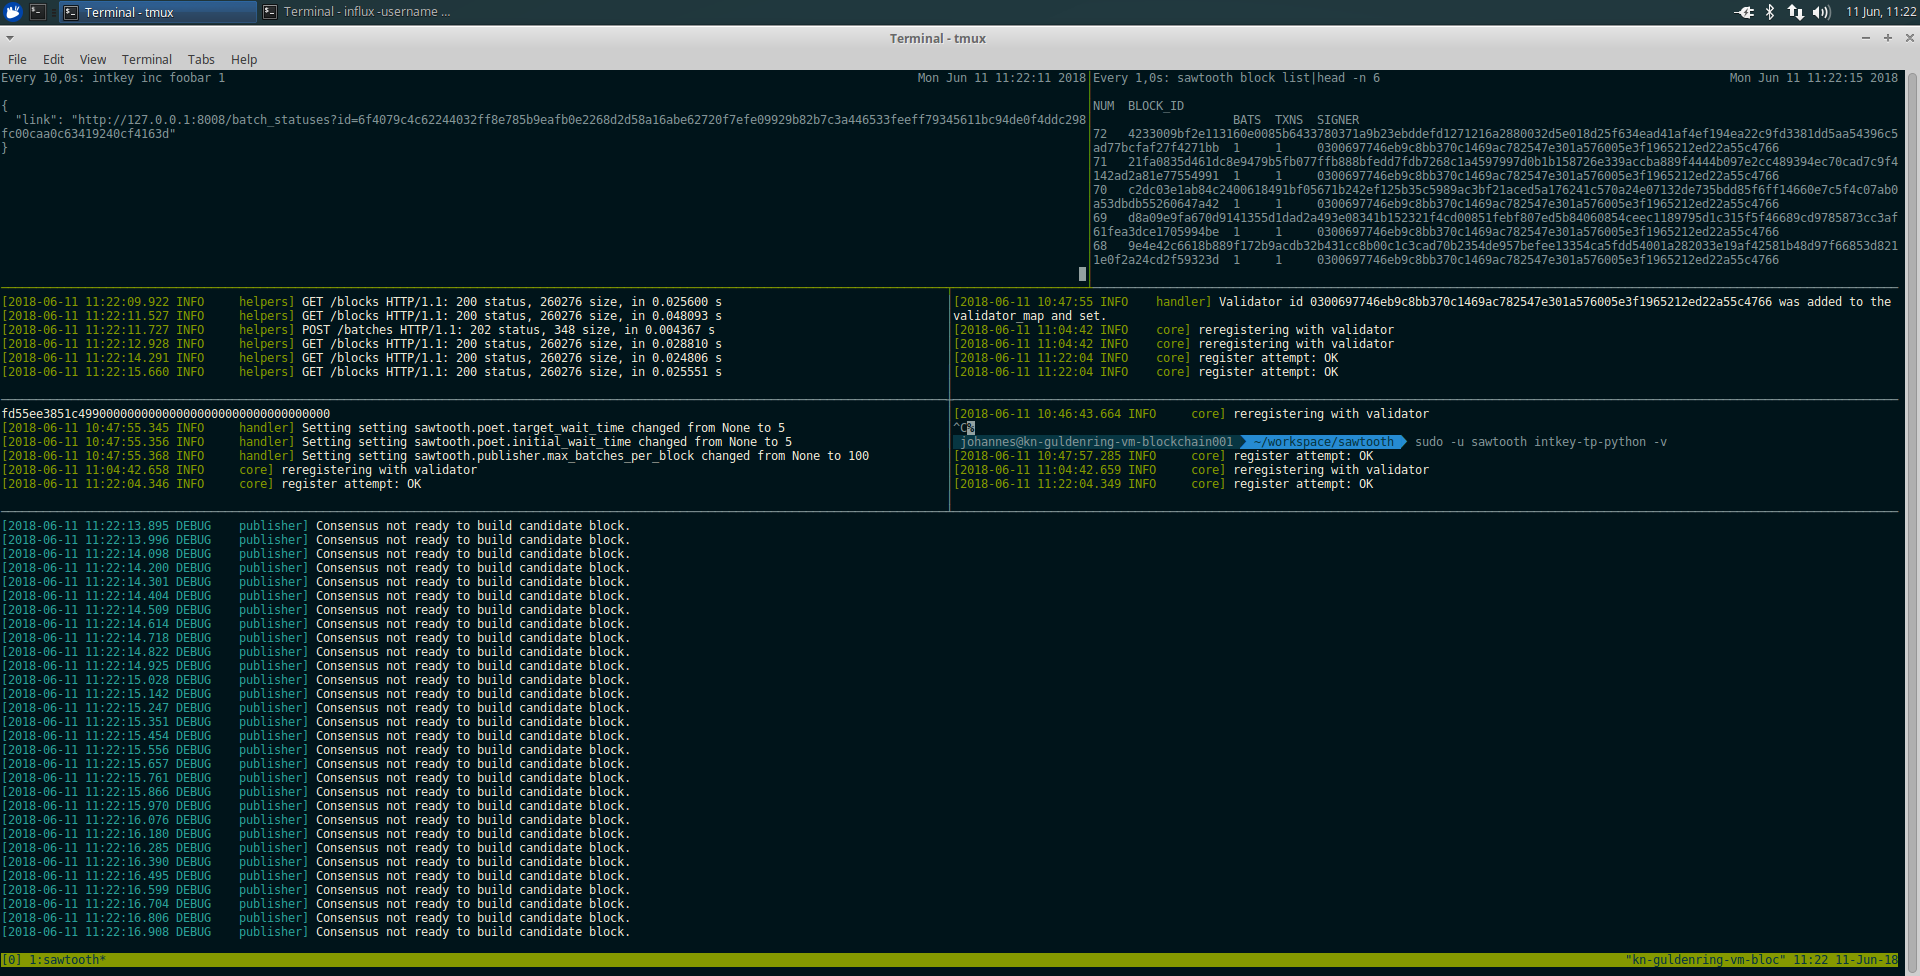 Terminal - tmux
Terminal - influx -username ...
11 Jun, 11:22
Terminal - tmux
File Edit View Terminal Tabs Help
Every 10,0s: intkey inc foobar 1 Mon Jun 11 11:22:11 2018
{
"link": "http://127.0.0.1:8008/batch_statuses?id=6f4079c4c62244032ff8e785b9eafb0e2268d2d58a16abe62720f7efe09929b82b7c3a446533feeff79345611bc94de0f4ddc298
fc00caa0c63419240cf4163d"
}
Every 1,0s: sawtooth block list|head -n 6 Mon Jun 11 11:22:15 2018
NUM BLOCK_ID
BATS TXNS SIGNER
72 4233009bf2e113160e0085b6433780371a9b23ebddefd1271216a2880032d5e018d25f634ead41af4ef194ea22c9fd3381dd5aa54396c5
ad77bcfaf27f4271bb 1 1 0300697746eb9c8bb370c1469ac782547e301a576005e3f1965212ed22a55c4766
71 21fa0835d461dc8e9479b5fb077ffb888bfedd7fdb7268c1a4597997d0b1b158726e339accba889f4444b097e2cc489394ec70cad7c9f4
142ad2a81e77554991 1 1 0300697746eb9c8bb370c1469ac782547e301a576005e3f1965212ed22a55c4766
70 c2dc03e1ab84c2400618491bf05671b242ef125b35c5989ac3bf21aced5a176241c570a24e07132de735bdd85f6ff14660e7c5f4c07ab0
a53dbdb55260647a42 1 1 0300697746eb9c8bb370c1469ac782547e301a576005e3f1965212ed22a55c4766
69 d8a09e9fa670d9141355d1dad2a493e08341b152321f4cd00851febf807ed5b84060854ceec1189795d1c315f5f46689cd9785873cc3af
61fea3dce1705994be 1 1 0300697746eb9c8bb370c1469ac782547e301a576005e3f1965212ed22a55c4766
68 9e4e42c6618b889f172b9acdb32b431cc8b00c1c3cad70b2354de957befee13354ca5fdd54001a282033e19af42581b48d97f66853d821
1e0f2a24cd2f59323d 1 1 0300697746eb9c8bb370c1469ac782547e301a576005e3f1965212ed22a55c4766
[2018-06-11 11:22:09.922 INFO helpers] GET /blocks HTTP/1.1: 200 status, 260276 size, in 0.025600 s
[2018-06-11 11:22:11.527 INFO helpers] GET /blocks HTTP/1.1: 200 status, 260276 size, in 0.048093 s
[2018-06-11 11:22:11.727 INFO helpers] POST /batches HTTP/1.1: 202 status, 348 size, in 0.004367 s
[2018-06-11 11:22:12.928 INFO helpers] GET /blocks HTTP/1.1: 200 status, 260276 size, in 0.028810 s
[2018-06-11 11:22:14.291 INFO helpers] GET /blocks HTTP/1.1: 200 status, 260276 size, in 0.024806 s
[2018-06-11 11:22:15.660 INFO helpers] GET /blocks HTTP/1.1: 200 status, 260276 size, in 0.025551 s
[2018-06-11 10:47:55 INFO handler] Validator id 0300697746eb9c8bb370c1469ac782547e301a576005e3f1965212ed22a55c4766 was added to the
validator_map and set.
[2018-06-11 11:04:42 INFO core] reregistering with validator
[2018-06-11 11:04:42 INFO core] reregistering with validator
[2018-06-11 11:22:04 INFO core] register attempt: OK
[2018-06-11 11:22:04 INFO core] register attempt: OK
fd55ee3851c499000000000000000000000000000000000
[2018-06-11 10:47:55.345 INFO handler] Setting setting sawtooth.poet.target_wait_time changed from None to 5
[2018-06-11 10:47:55.356 INFO handler] Setting setting sawtooth.poet.initial_wait_time changed from None to 5
[2018-06-11 10:47:55.368 INFO handler] Setting setting sawtooth.publisher.max_batches_per_block changed from None to 100
[2018-06-11 11:04:42.658 INFO core] reregistering with validator
[2018-06-11 11:22:04.346 INFO core] register attempt: OK
[2018-06-11 10:46:43.664 INFO core] reregistering with validator
^C%
johannes@kn-guldenring-vm-blockchain001 ~/workspace/sawtooth sudo -u sawtooth intkey-tp-python -v
[2018-06-11 10:47:57.285 INFO core] register attempt: OK
[2018-06-11 11:04:42.659 INFO core] reregistering with validator
[2018-06-11 11:22:04.349 INFO core] register attempt: OK
[2018-06-11 11:22:13.895 DEBUG publisher] Consensus not ready to build candidate block.
[2018-06-11 11:22:13.996 DEBUG publisher] Consensus not ready to build candidate block.
[2018-06-11 11:22:14.098 DEBUG publisher] Consensus not ready to build candidate block.
[2018-06-11 11:22:14.200 DEBUG publisher] Consensus not ready to build candidate block.
[2018-06-11 11:22:14.301 DEBUG publisher] Consensus not ready to build candidate block.
[2018-06-11 11:22:14.404 DEBUG publisher] Consensus not ready to build candidate block.
[2018-06-11 11:22:14.509 DEBUG publisher] Consensus not ready to build candidate block.
[2018-06-11 11:22:14.614 DEBUG publisher] Consensus not ready to build candidate block.
[2018-06-11 11:22:14.718 DEBUG publisher] Consensus not ready to build candidate block.
[2018-06-11 11:22:14.822 DEBUG publisher] Consensus not ready to build candidate block.
[2018-06-11 11:22:14.925 DEBUG publisher] Consensus not ready to build candidate block.
[2018-06-11 11:22:15.028 DEBUG publisher] Consensus not ready to build candidate block.
[2018-06-11 11:22:15.142 DEBUG publisher] Consensus not ready to build candidate block.
[2018-06-11 11:22:15.247 DEBUG publisher] Consensus not ready to build candidate block.
[2018-06-11 11:22:15.351 DEBUG publisher] Consensus not ready to build candidate block.
[2018-06-11 11:22:15.454 DEBUG publisher] Consensus not ready to build candidate block.
[2018-06-11 11:22:15.556 DEBUG publisher] Consensus not ready to build candidate block.
[2018-06-11 11:22:15.657 DEBUG publisher] Consensus not ready to build candidate block.
[2018-06-11 11:22:15.761 DEBUG publisher] Consensus not ready to build candidate block.
[2018-06-11 11:22:15.866 DEBUG publisher] Consensus not ready to build candidate block.
[2018-06-11 11:22:15.970 DEBUG publisher] Consensus not ready to build candidate block.
[2018-06-11 11:22:16.076 DEBUG publisher] Consensus not ready to build candidate block.
[2018-06-11 11:22:16.180 DEBUG publisher] Consensus not ready to build candidate block.
[2018-06-11 11:22:16.285 DEBUG publisher] Consensus not ready to build candidate block.
[2018-06-11 11:22:16.390 DEBUG publisher] Consensus not ready to build candidate block.
[2018-06-11 11:22:16.495 DEBUG publisher] Consensus not ready to build candidate block.
[2018-06-11 11:22:16.599 DEBUG publisher] Consensus not ready to build candidate block.
[2018-06-11 11:22:16.704 DEBUG publisher] Consensus not ready to build candidate block.
[2018-06-11 11:22:16.806 DEBUG publisher] Consensus not ready to build candidate block.
[2018-06-11 11:22:16.908 DEBUG publisher] Consensus not ready to build candidate block.
[0] 1:sawtooth* "kn-guldenring-vm-bloc" 11:22 11-Jun-18